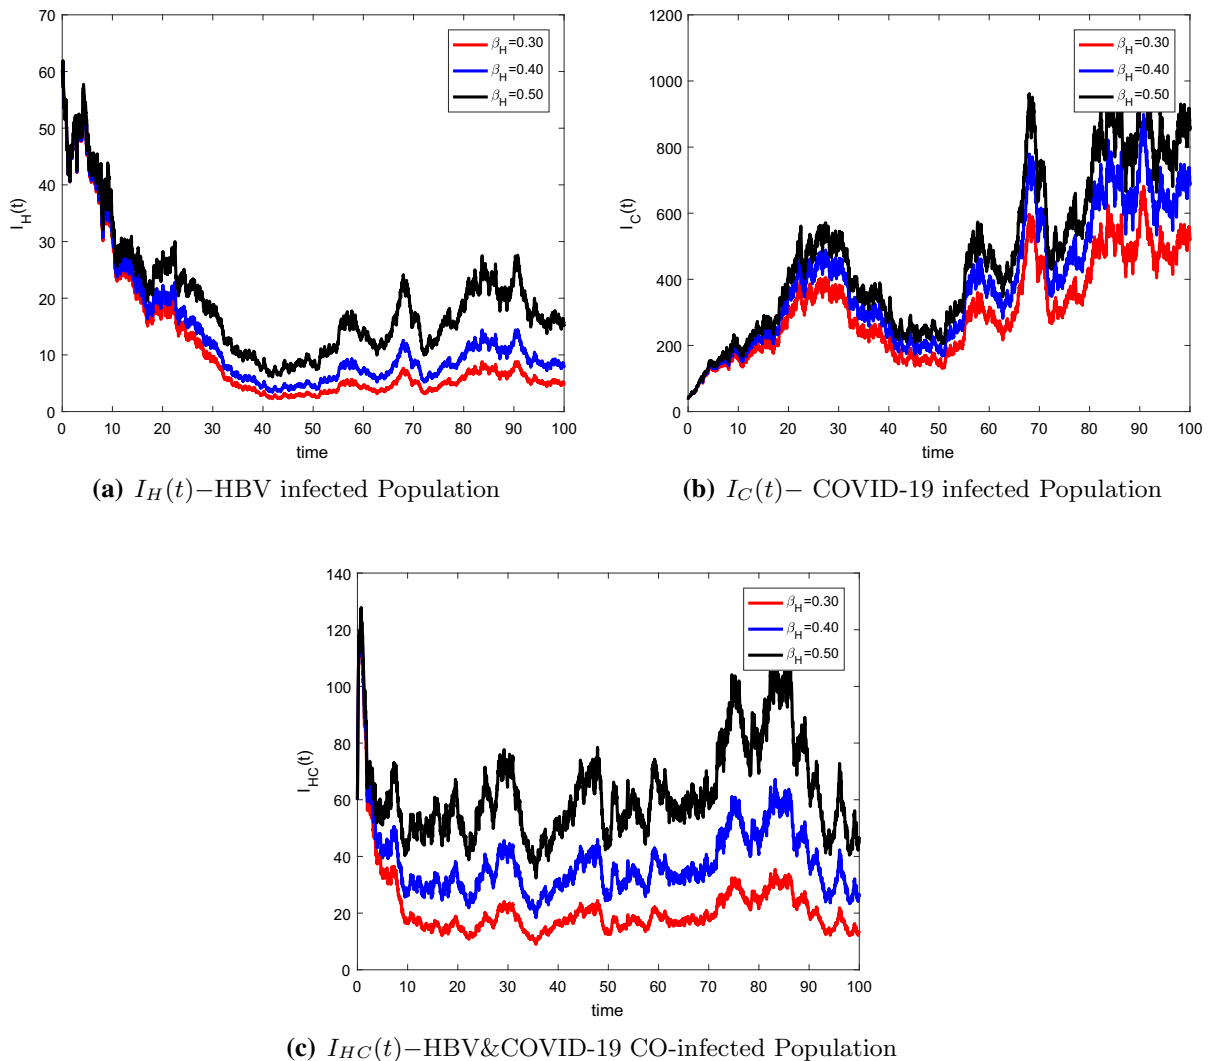 70
60
50
40
30
20
10
0
I_H(t)
0 10 20 30 40 50 60 70 80 90 100
time
β_H=0.30
β_H=0.40
β_H=0.50
(a) I_H(t)−HBV infected Population
1200
1000
800
600
400
200
0
I_C(t)
0 10 20 30 40 50 60 70 80 90 100
time
β_H=0.30
β_H=0.40
β_H=0.50
(b) I_C(t)− COVID-19 infected Population
140
120
100
80
60
40
20
0
I_HC(t)
0 10 20 30 40 50 60 70 80 90 100
time
β_H=0.30
β_H=0.40
β_H=0.50
(c) I_HC(t)−HBV&COVID-19 CO-infected Population